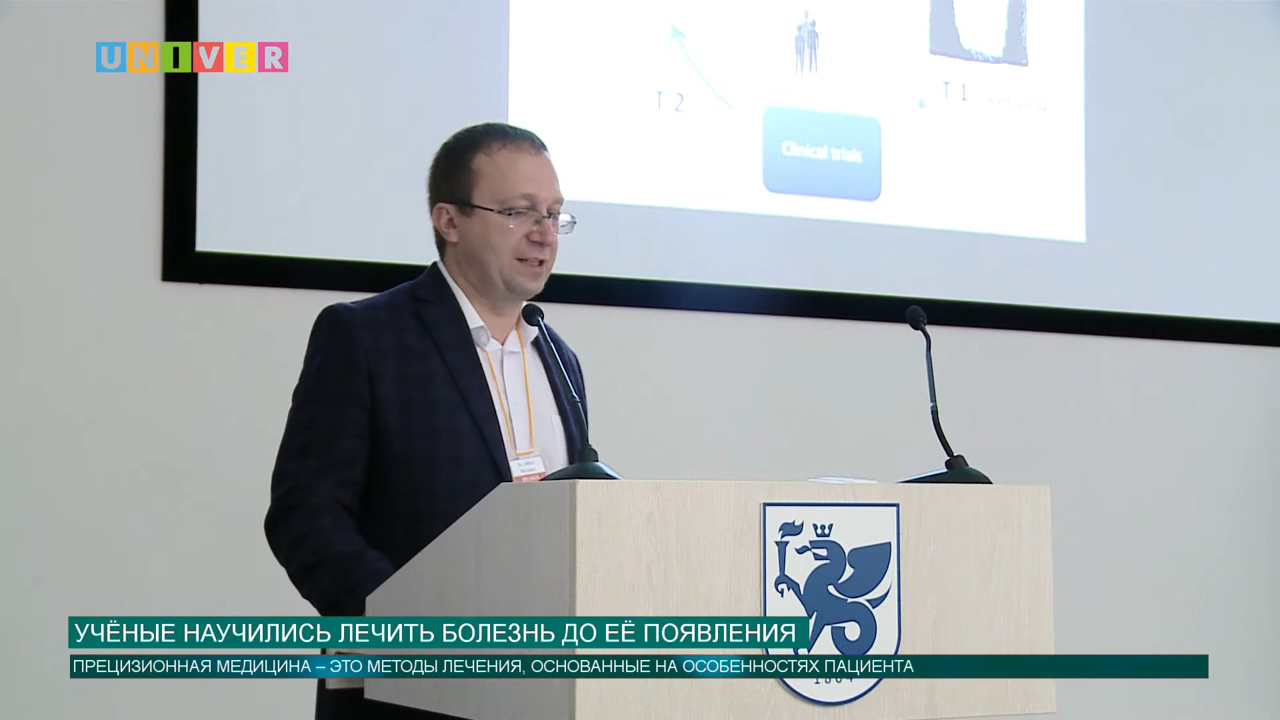 UNIVER
T 2
T 1
Clinical trials
1804
УЧЁНЫЕ НАУЧИЛИСЬ ЛЕЧИТЬ БОЛЕЗНЬ ДО ЕЁ ПОЯВЛЕНИЯ
ПРЕЦИЗИОННАЯ МЕДИЦИНА – ЭТО МЕТОДЫ ЛЕЧЕНИЯ, ОСНОВАННЫЕ НА ОСОБЕННОСТЯХ ПАЦИЕНТА